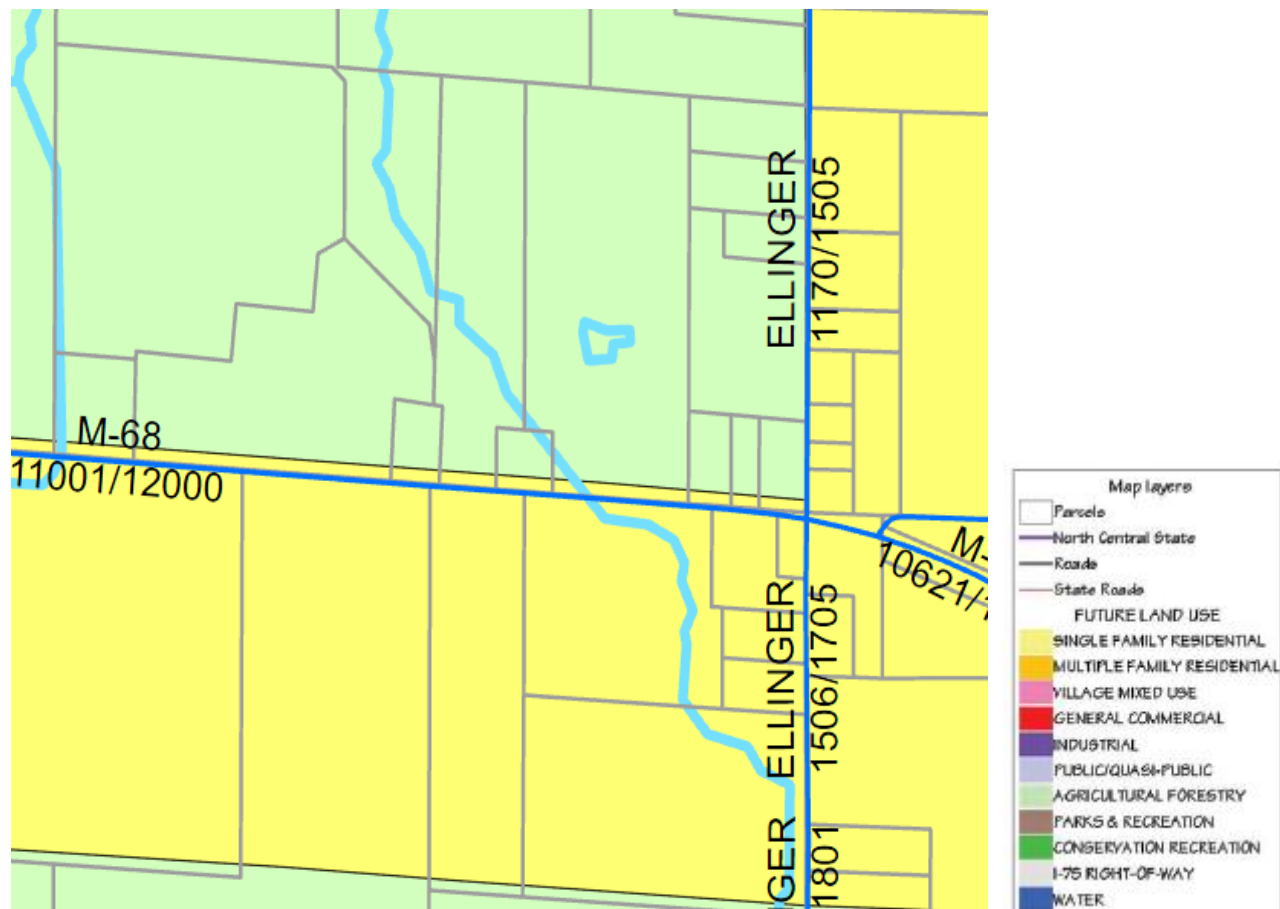 ELLINGER
1170/1505
M-68
11001/12000
M-
10621/1
ELLINGER
1506/1705
GER
1801
Map layers
Parcels
North Central State
Roads
State Roads
FUTURE LAND USE
SINGLE FAMILY RESIDENTIAL
MULTIPLE FAMILY RESIDENTIAL
VILLAGE MIXED USE
GENERAL COMMERCIAL
INDUSTRIAL
PUBLIC/QUASI-PUBLIC
AGRICULTURAL FORESTRY
PARKS & RECREATION
CONSERVATION RECREATION
I-75 RIGHT-OF-WAY
WATER